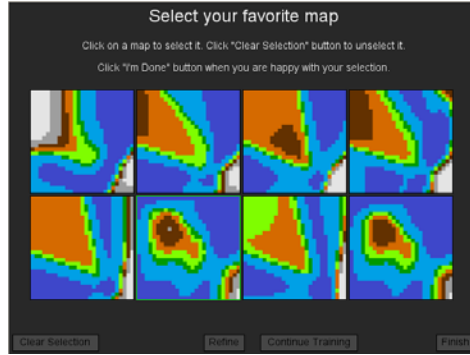 Select your favorite map
Click on a map to select it. Click "Clear Selection" button to unselect it.
Click "I'm Done" button when you are happy with your selection.
Clear Selection
Refine
Continue Training
Finish